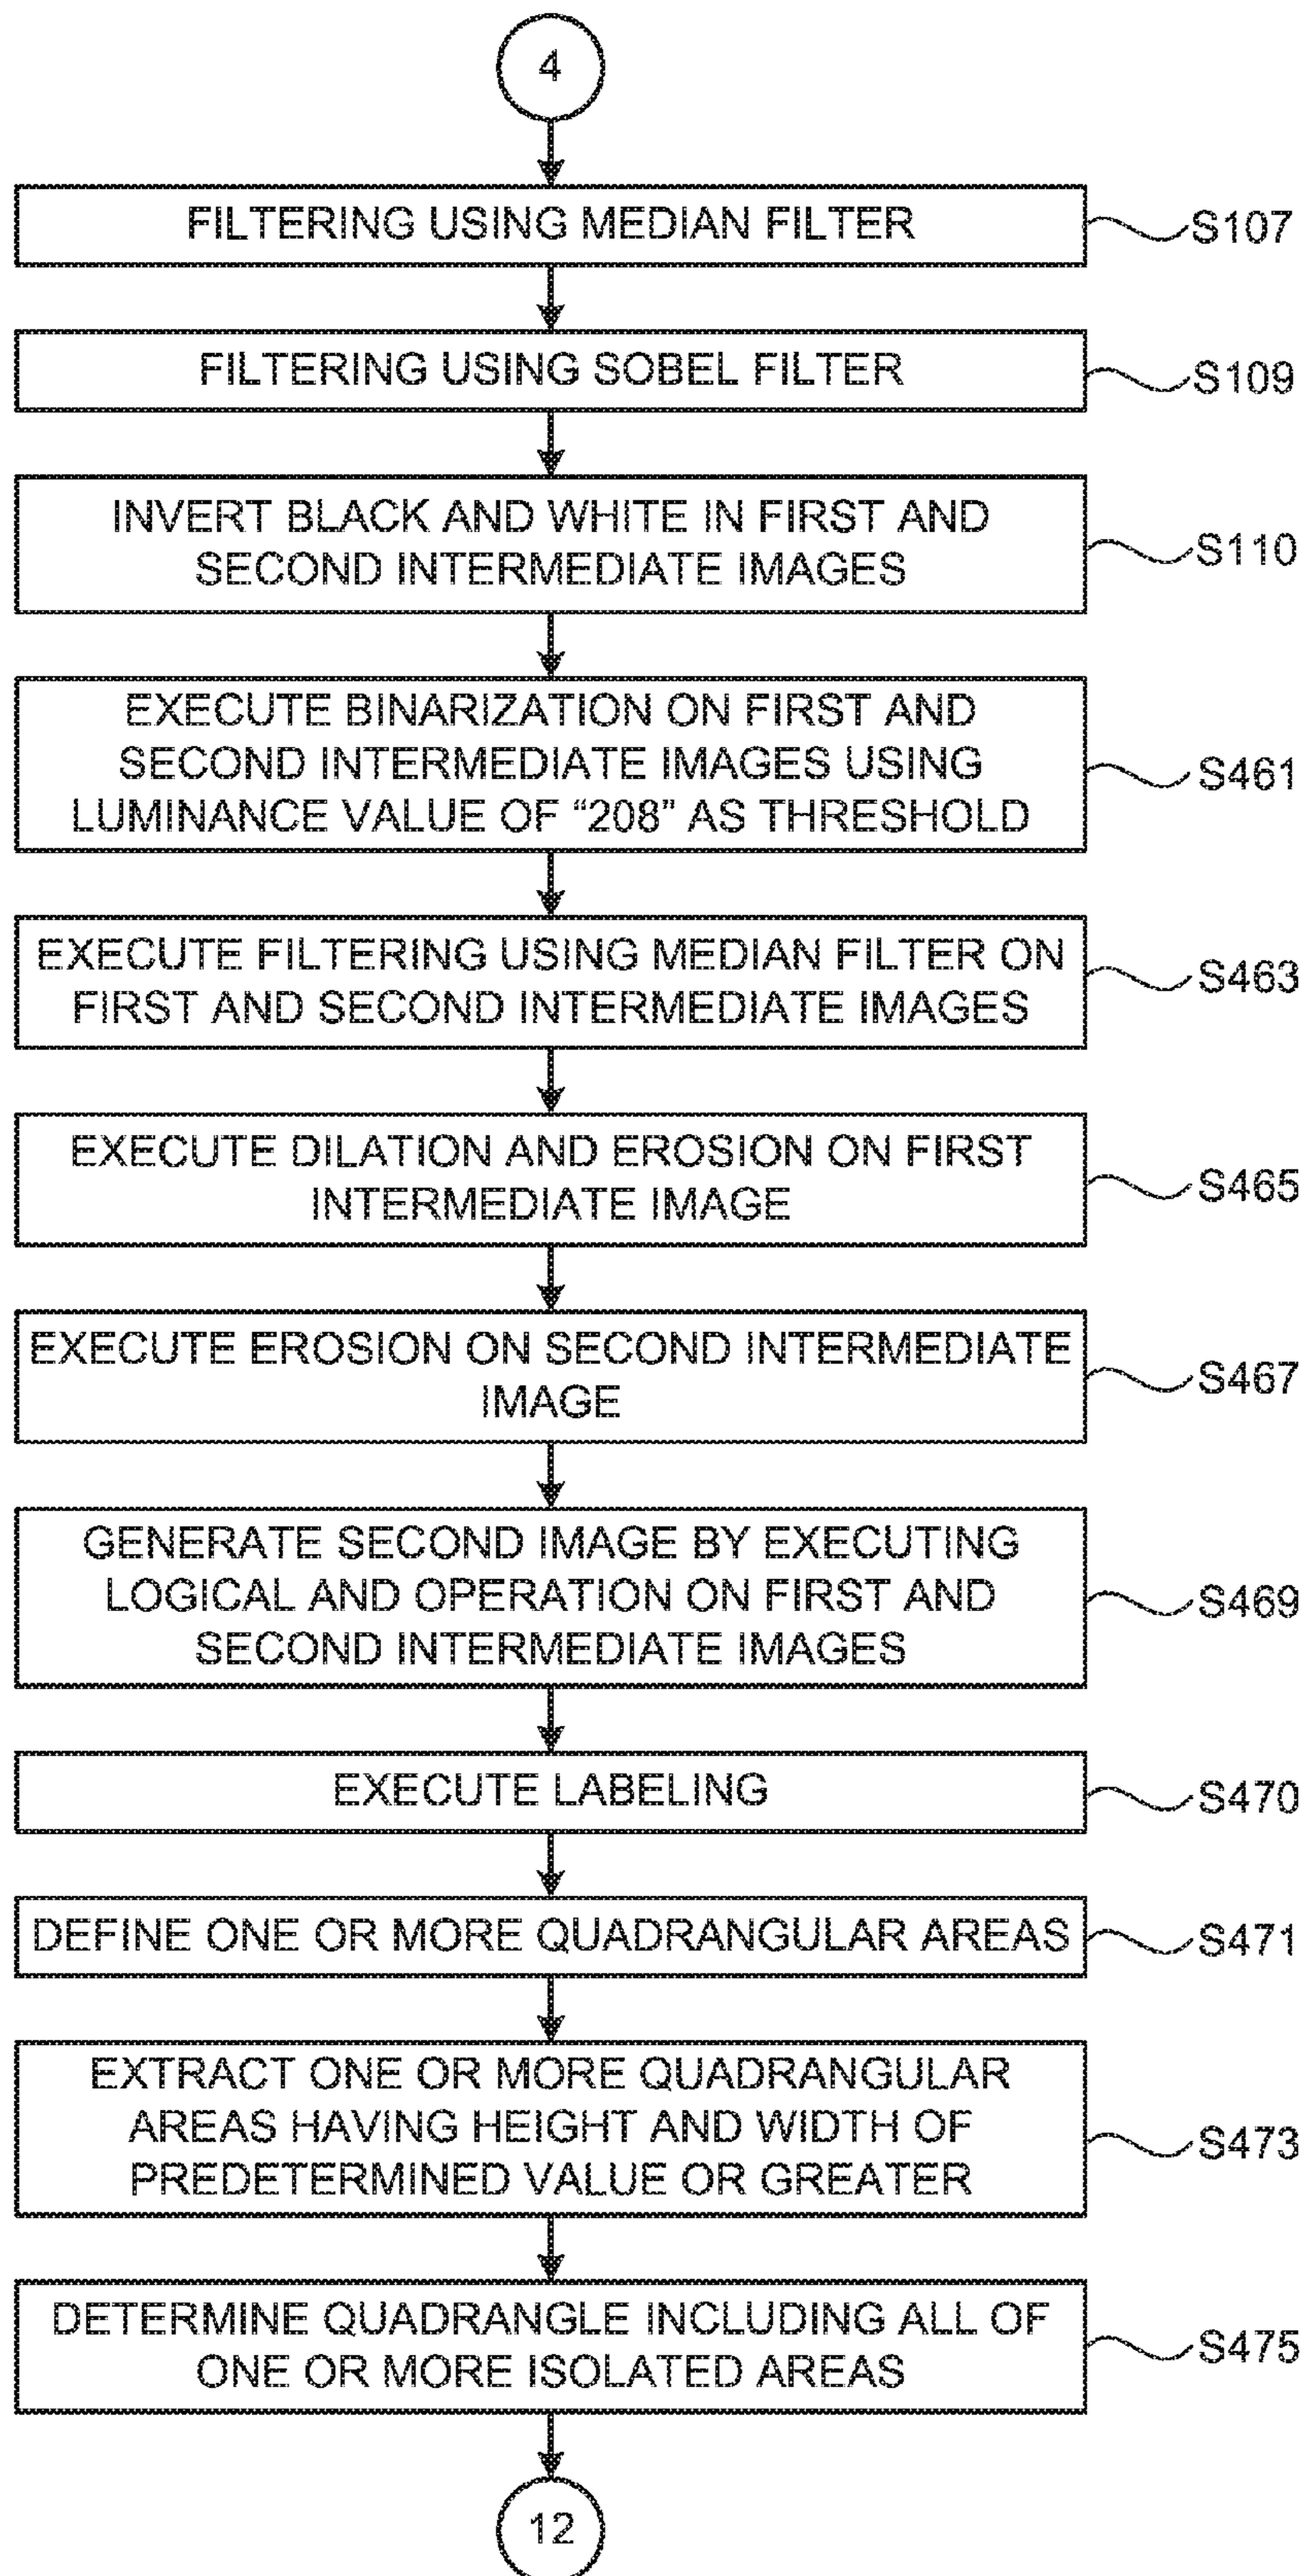 4
FILTERING USING MEDIAN FILTER
S107
FILTERING USING SOBEL FILTER
S109
INVERT BLACK AND WHITE IN FIRST AND
SECOND INTERMEDIATE IMAGES
S110
EXECUTE BINARIZATION ON FIRST AND
SECOND INTERMEDIATE IMAGES USING
LUMINANCE VALUE OF “208” AS THRESHOLD
S461
EXECUTE FILTERING USING MEDIAN FILTER ON
FIRST AND SECOND INTERMEDIATE IMAGES
S463
EXECUTE DILATION AND EROSION ON FIRST
INTERMEDIATE IMAGE
S465
EXECUTE EROSION ON SECOND INTERMEDIATE
IMAGE
S467
GENERATE SECOND IMAGE BY EXECUTING
LOGICAL AND OPERATION ON FIRST AND
SECOND INTERMEDIATE IMAGES
S469
EXECUTE LABELING
S470
DEFINE ONE OR MORE QUADRANGULAR AREAS
S471
EXTRACT ONE OR MORE QUADRANGULAR
AREAS HAVING HEIGHT AND WIDTH OF
PREDETERMINED VALUE OR GREATER
S473
DETERMINE QUADRANGLE INCLUDING ALL OF
ONE OR MORE ISOLATED AREAS
S475
12